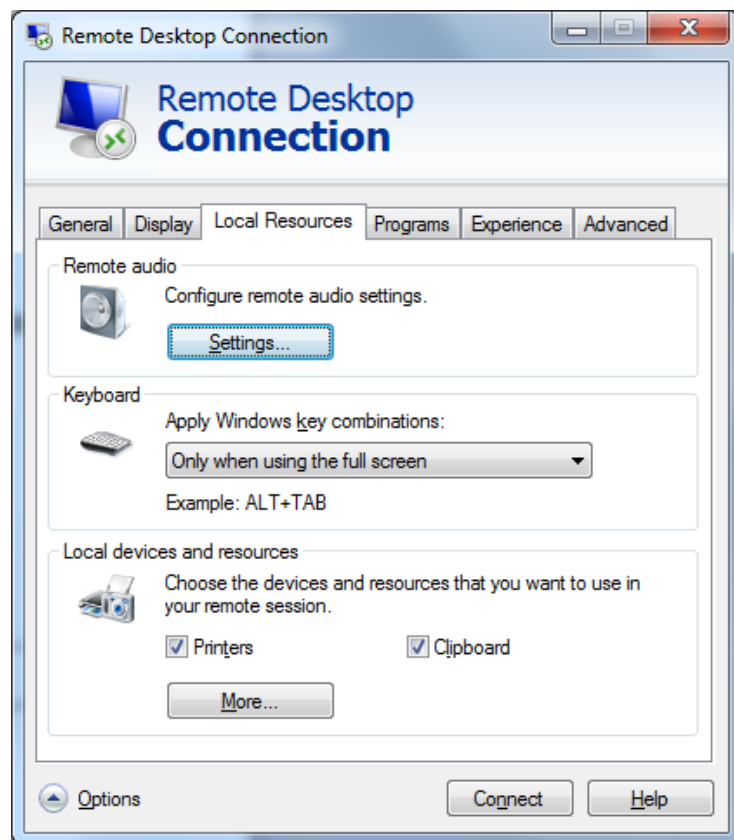 Remote Desktop Connection
Remote Desktop
Connection
General Display Local Resources Programs Experience Advanced
Remote audio
Configure remote audio settings.
Settings...
Keyboard
Apply Windows key combinations:
Only when using the full screen
Example: ALT+TAB
Local devices and resources
Choose the devices and resources that you want to use in
your remote session.
Printers Clipboard
More...
Options Connect Help